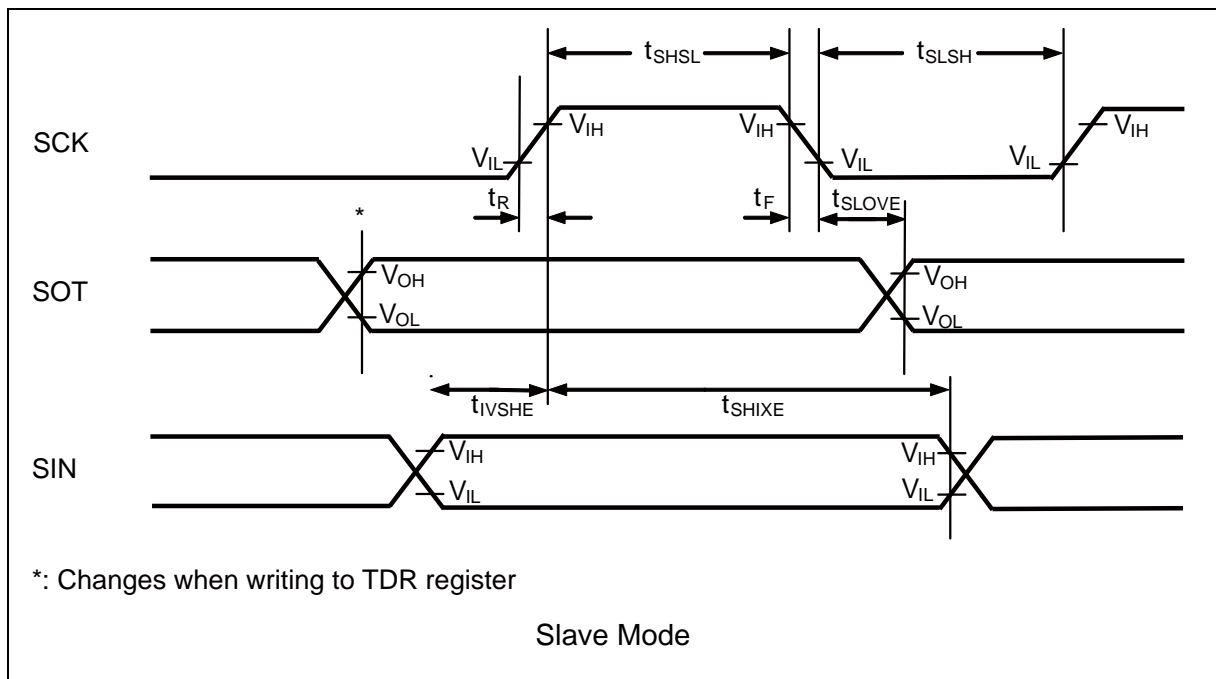 tSHSL
tSLSH
SCK
VIH
VIH
VIH
VIL
VIL
VIL
tR
tF
tSLOVE
*
SOT
VOH
VOH
VOL
VOL
tIVSHE
tSHIXE
SIN
VIH
VIH
VIL
VIL
*: Changes when writing to TDR register
Slave Mode